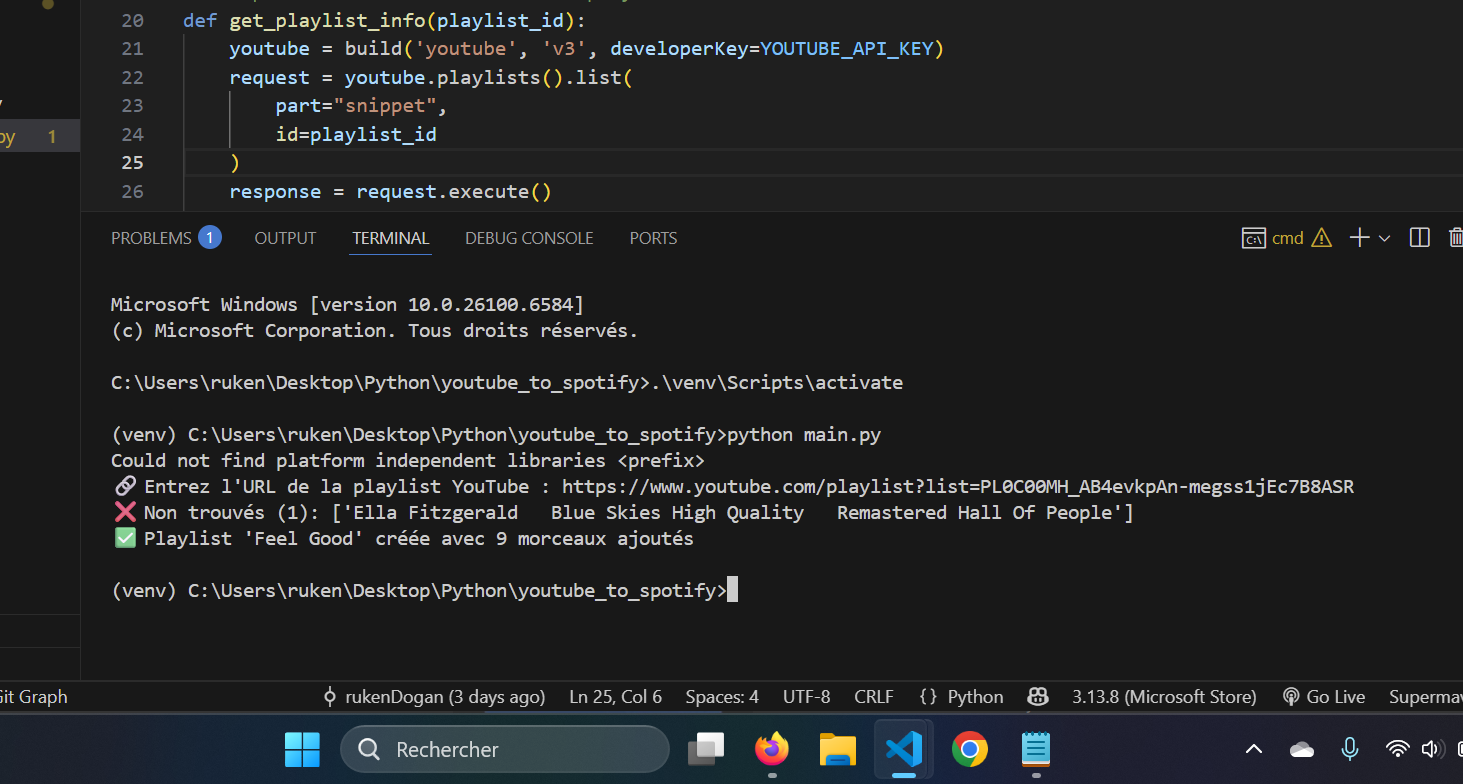 20 def get_playlist_info(playlist_id):
21 youtube = build('youtube', 'v3', developerKey=YOUTUBE_API_KEY)
22 request = youtube.playlists().list(
23 part="snippet",
24 id=playlist_id
25 )
26 response = request.execute()
py 1
PROBLEMS 1 OUTPUT TERMINAL DEBUG CONSOLE PORTS cmd
Microsoft Windows [version 10.0.26100.6584]
(c) Microsoft Corporation. Tous droits réservés.
C:\Users\ruken\Desktop\Python\youtube_to_spotify>.\venv\Scripts\activate
(venv) C:\Users\ruken\Desktop\Python\youtube_to_spotify>python main.py
Could not find platform independent libraries <prefix>
🔗 Entrez l'URL de la playlist YouTube : https://www.youtube.com/playlist?list=PL0C00MH_AB4evkpAn-megss1jEc7B8ASR
❌ Non trouvés (1): ['Ella Fitzgerald   Blue Skies High Quality   Remastered Hall Of People']
✅ Playlist 'Feel Good' créée avec 9 morceaux ajoutés
(venv) C:\Users\ruken\Desktop\Python\youtube_to_spotify>
Git Graph rukenDogan (3 days ago) Ln 25, Col 6 Spaces: 4 UTF-8 CRLF {} Python 3.13.8 (Microsoft Store) Go Live Supermav
Rechercher